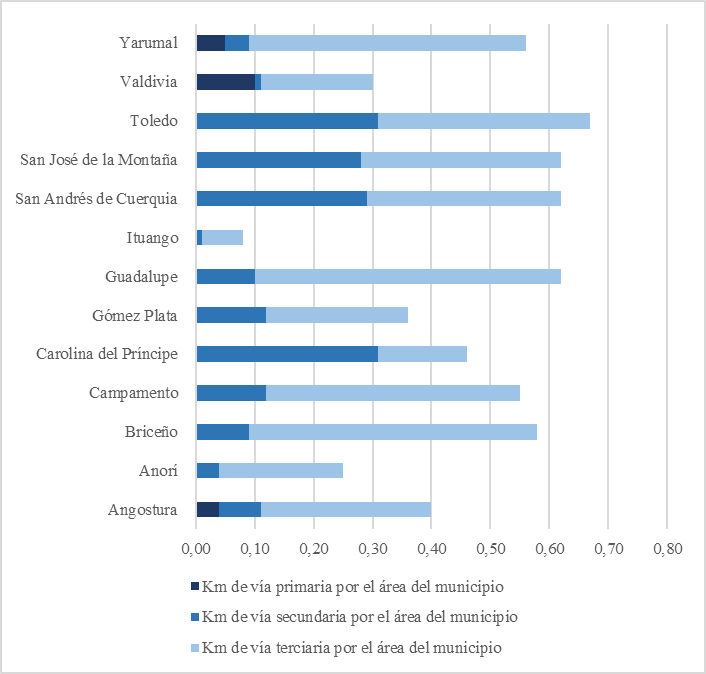 Yarumal
Valdivia
Toledo
San José de la Montaña
San Andrés de Cuerquia
Ituango
Guadalupe
Gómez Plata
Carolina del Príncipe
Campamento
Briceño
Anorí
Angostura
0,00 0,10 0,20 0,30 0,40 0,50 0,60 0,70 0,80
Km de vía primaria por el área del municipio
Km de vía secundaria por el área del municipio
Km de vía terciaria por el área del municipio